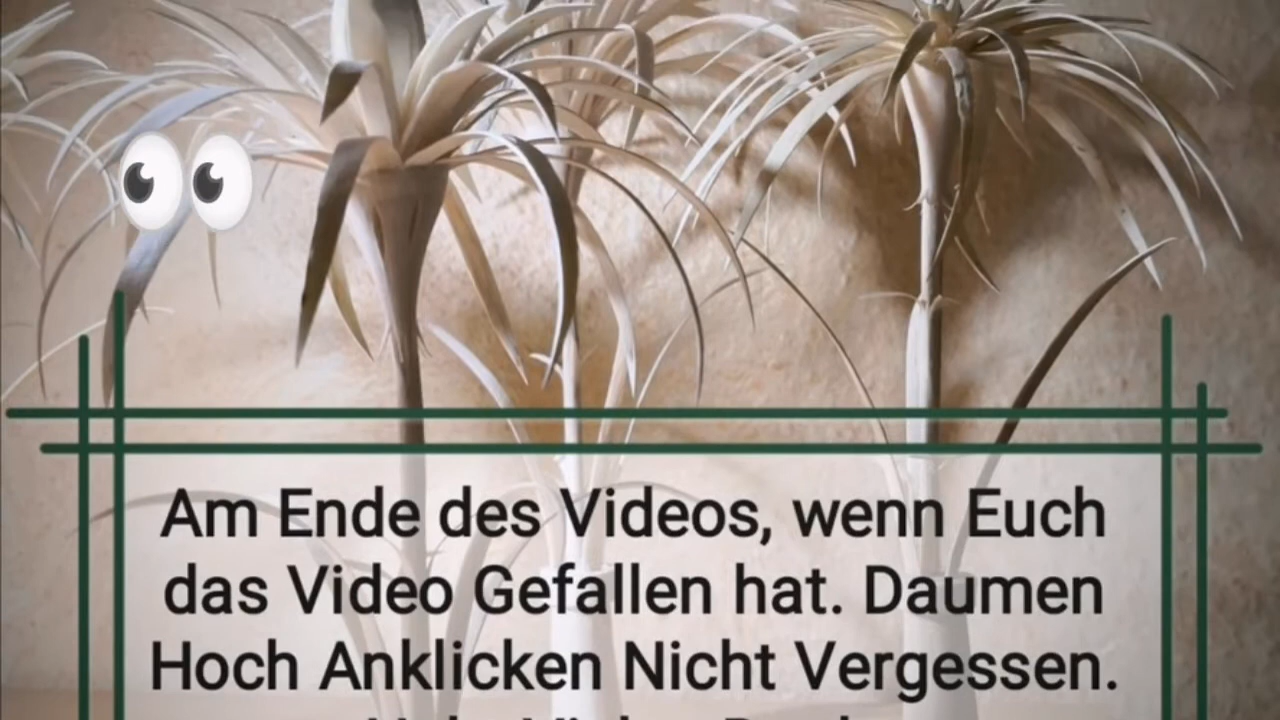 Am Ende des Videos, wenn Euch
das Video Gefallen hat. Daumen
Hoch Anklicken Nicht Vergessen.